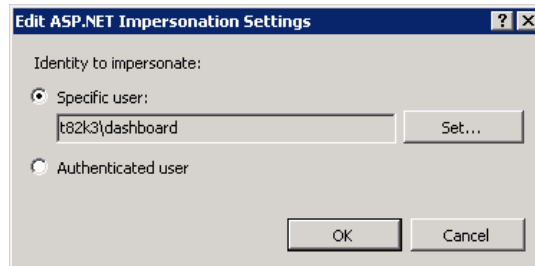 Edit ASP.NET Impersonation Settings
Identity to impersonate:
Specific user:
t82k3\dashboard
Set...
Authenticated user
OK
Cancel